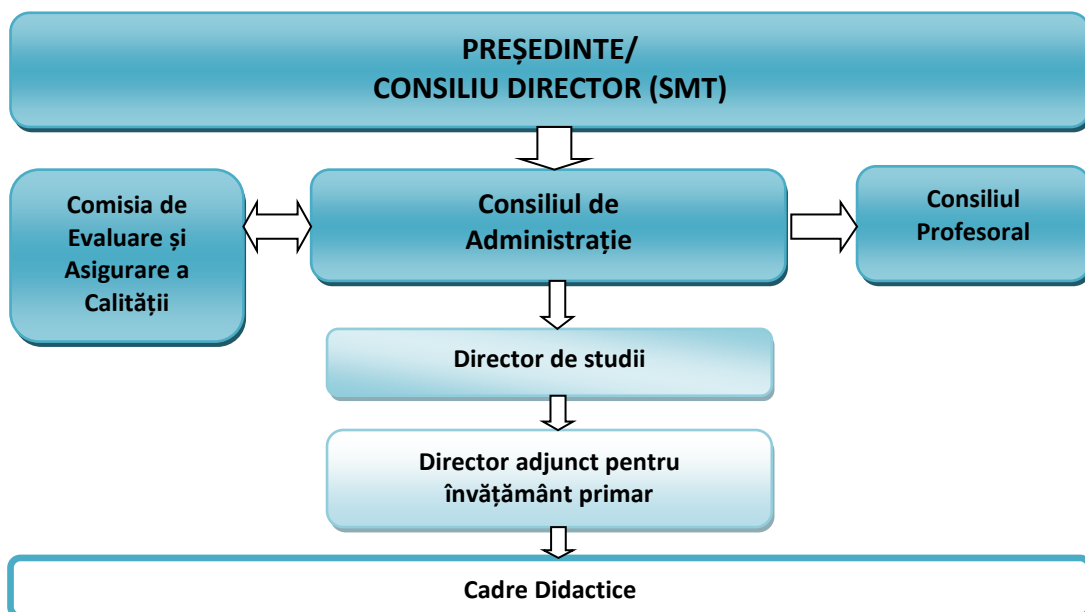 PREȘEDINTE/
CONSILIU DIRECTOR (SMT)
Comisia de
Evaluare și
Asigurare a
Calității
Consiliul de
Administrație
Consiliul
Profesoral
Director de studii
Director adjunct pentru
învățământ primar
Cadre Didactice